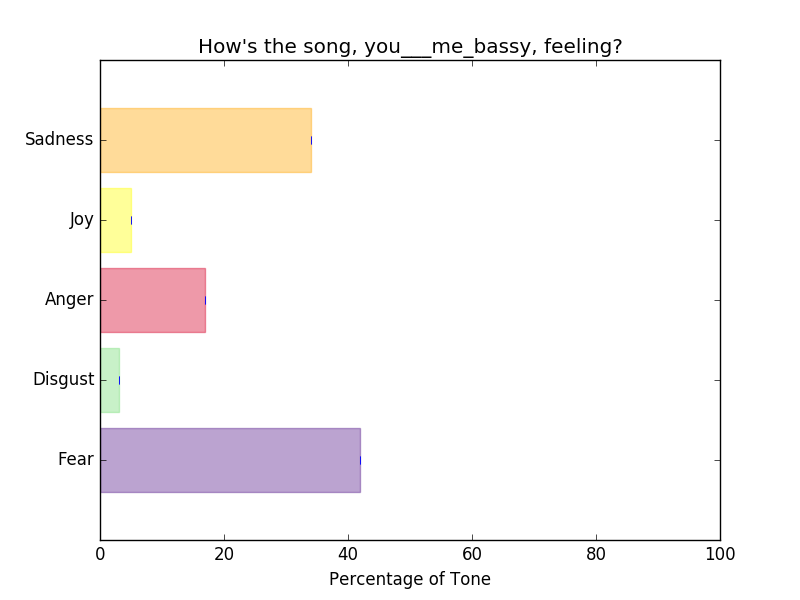 How's the song, you___me_bassy, feeling?
Sadness
Joy
Anger
Disgust
Fear
0 20 40 60 80 100
Percentage of Tone